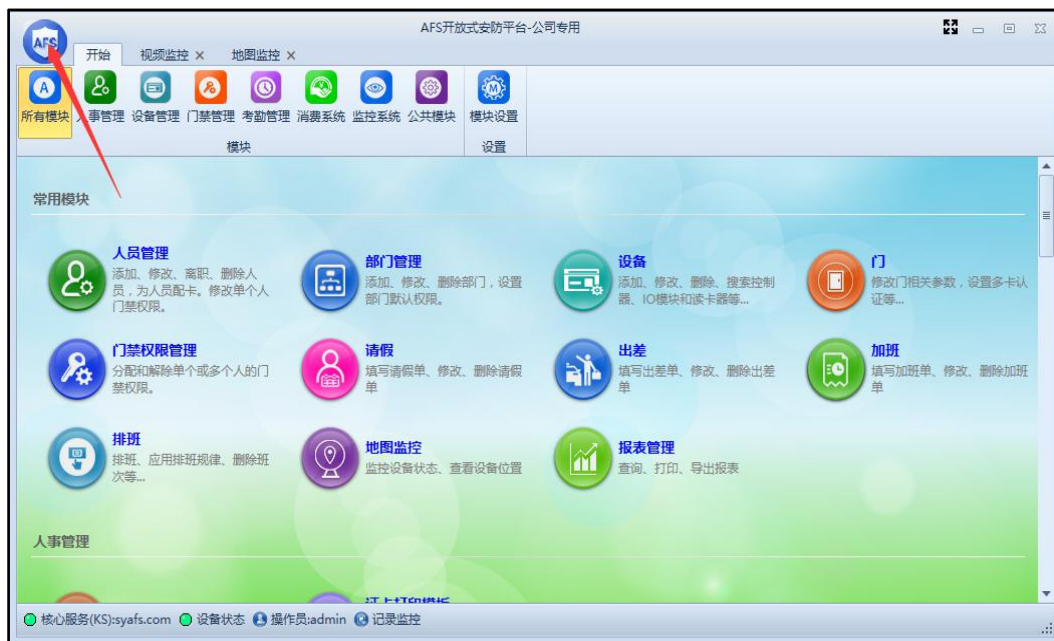 AFS开放式安防平台-公司专用
AFS
开始 视频监控 地图监控
A
所有模块 人事管理 设备管理 门禁管理 考勤管理 消费系统 监控系统 公共模块 模块设置
模块 设置
常用模块
人员管理
添加、修改、离职、删除人
员，为人员配卡。修改单个人
门禁权限。
部门管理
添加、修改、删除部门，设置
部门默认权限。
设备
添加、修改、删除、搜索控制
器、IO模块和读卡器等...
门
修改门相关参数，设置多卡认
证等...
门禁权限管理
分配和解除单个或多个人的门
禁权限。
请假
填写请假单、修改、删除请假
单
出差
填写出差单、修改、删除出差
单
加班
填写加班单、修改、删除加班
单
排班
排班、应用排班规律、删除班
次等...
地图监控
监控设备状态、查看设备位置
报表管理
查询、打印、导出报表
人事管理
证卡打印模板
核心服务(KS):syafs.com 设备状态 操作员:admin 记录监控